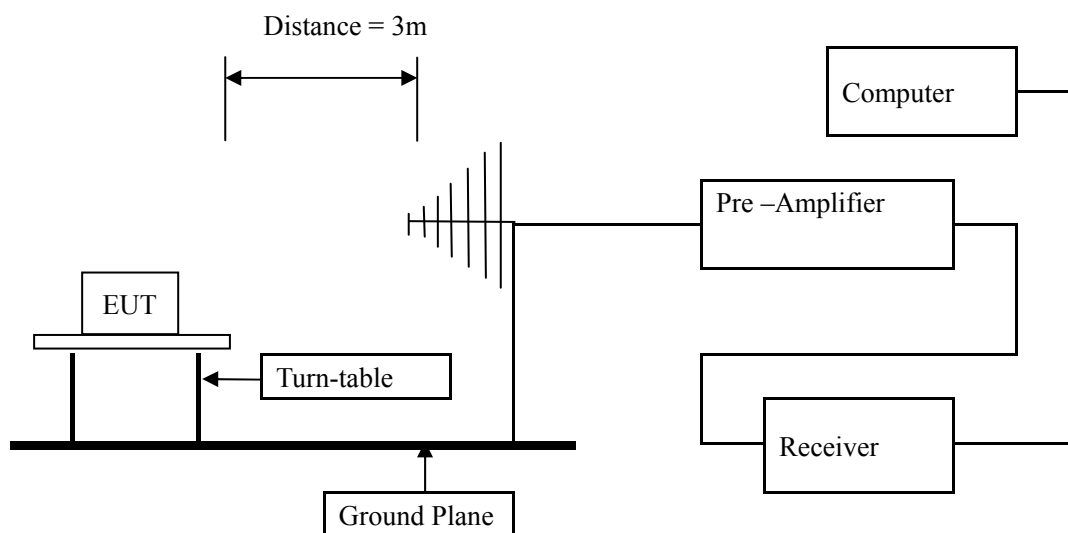 Distance = 3m
Computer
Pre –Amplifier
EUT
Turn-table
Receiver
Ground Plane